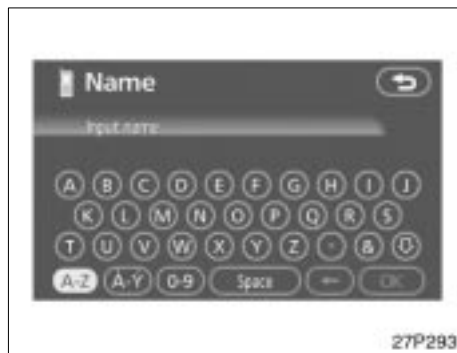 Name
Input name
A B C D E F G H I J
K L M N O P Q R S
T U V W X Y Z - &
A-Z À-Ý 0-9 Space ← OK
27P293